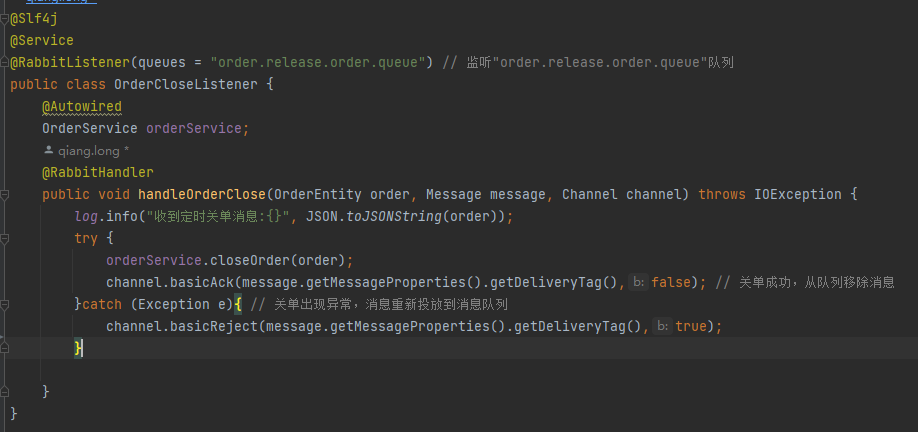 qiang.long *
@Slf4j
@Service
@RabbitListener(queues = "order.release.order.queue") // 监听"order.release.order.queue"队列
public class OrderCloseListener {
@Autowired
OrderService orderService;
qiang.long *
@RabbitHandler
public void handleOrderClose(OrderEntity order, Message message, Channel channel) throws IOException {
log.info("收到定时关单消息:{}", JSON.toJSONString(order));
try {
orderService.closeOrder(order);
channel.basicAck(message.getMessageProperties().getDeliveryTag(), b: false); // 关单成功，从队列移除消息
}catch (Exception e){ // 关单出现异常，消息重新投放到消息队列
channel.basicReject(message.getMessageProperties().getDeliveryTag(), b: true);
}
}
}